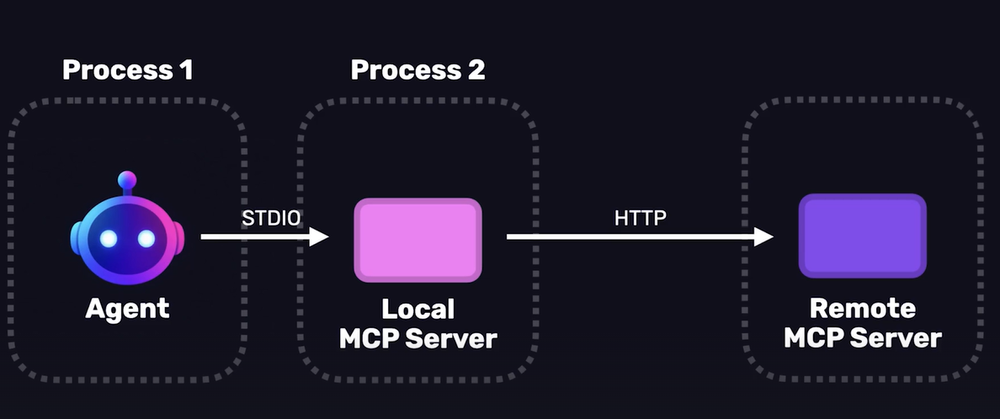 Process 1
Process 2
STDIO
HTTP
Agent
Local
MCP Server
Remote
MCP Server